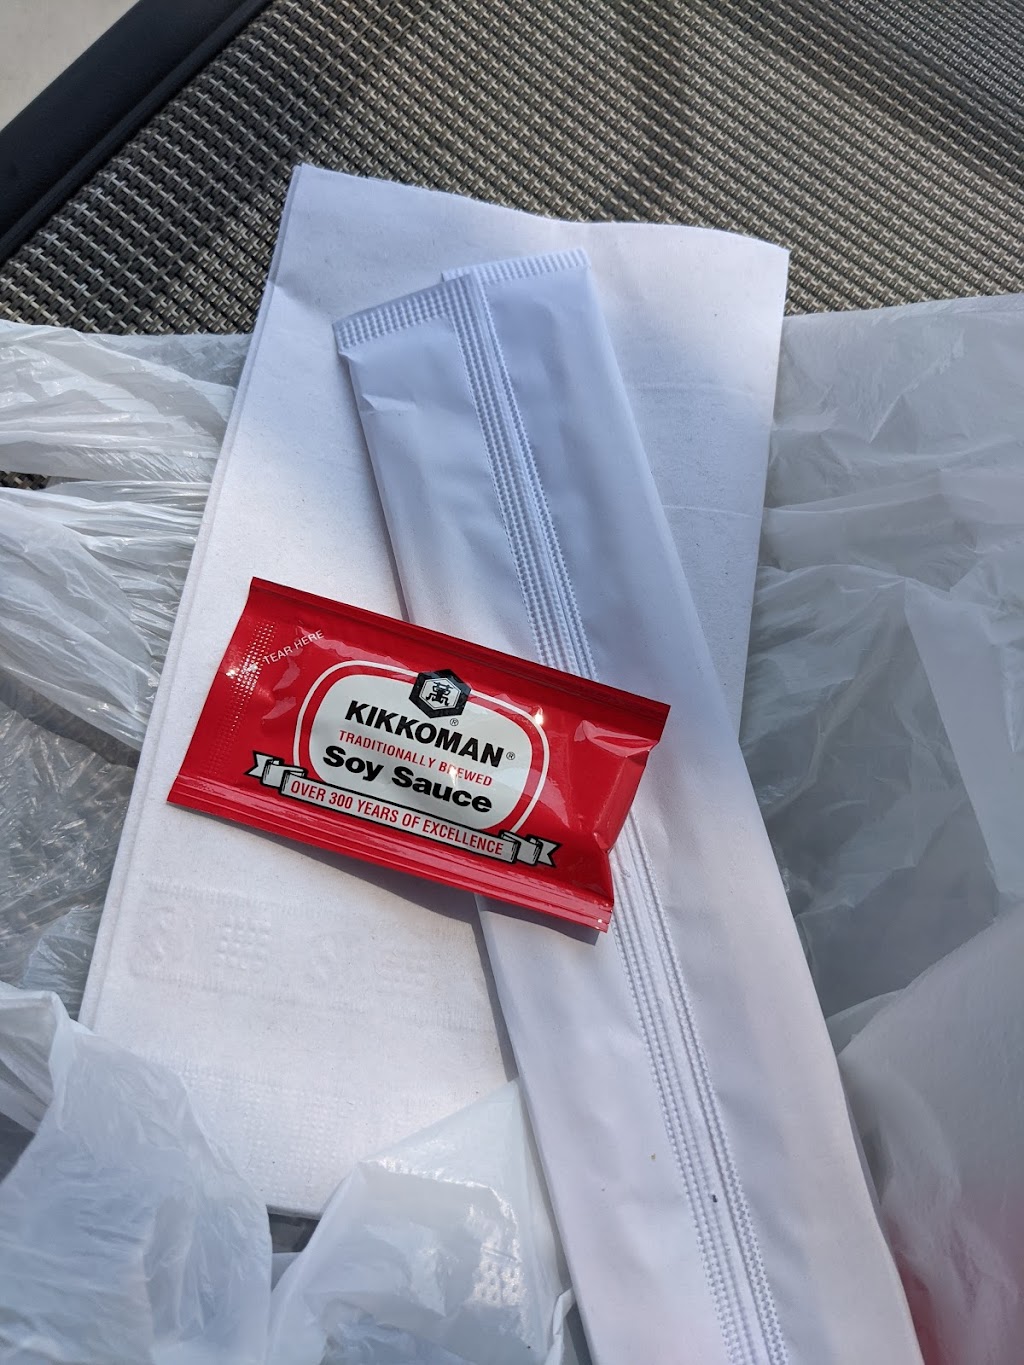 TEAR HERE
KIKKOMAN®
TRADITIONALLY BREWED
Soy Sauce
OVER 300 YEARS OF EXCELLENCE